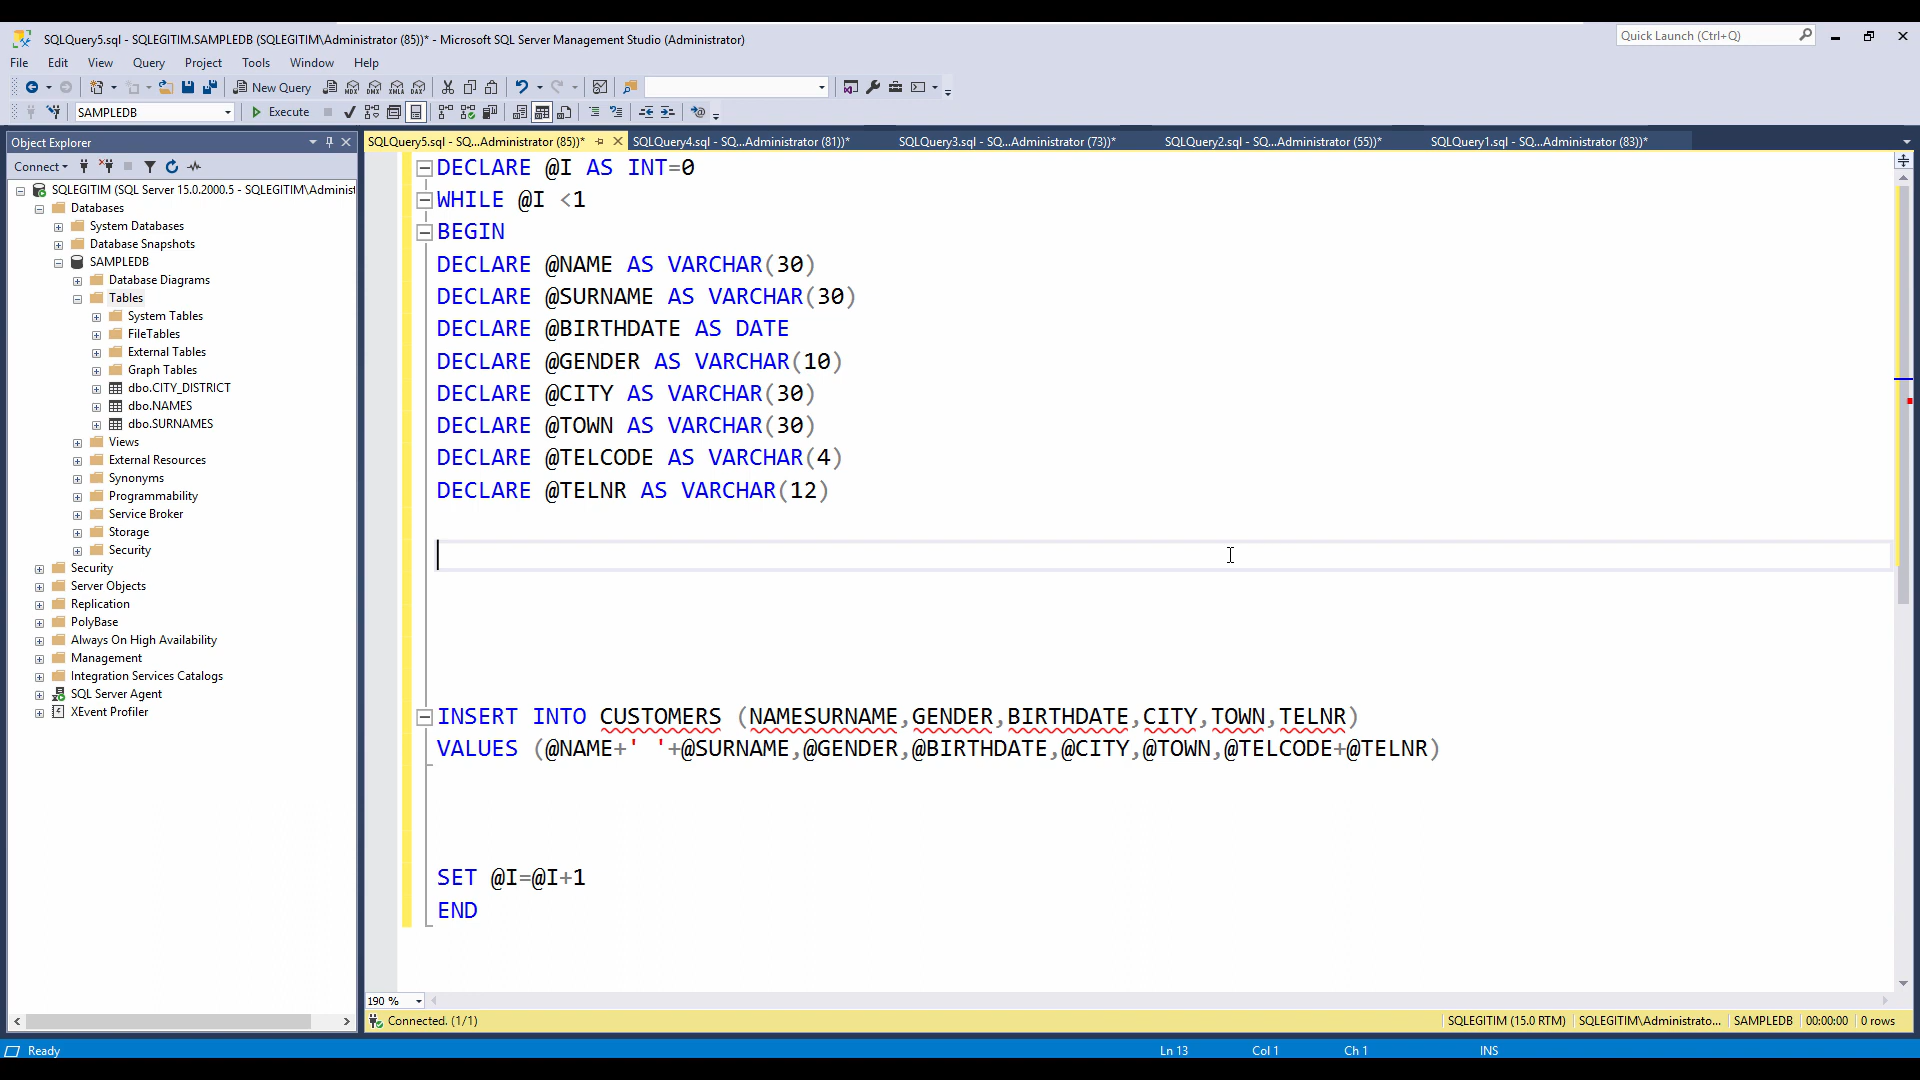 SQLQuery5.sql - SQLEGITIM.SAMPLEDB (SQLEGITIM\Administrator (85))* - Microsoft SQL Server Management Studio (Administrator)
Quick Launch (Ctrl+Q)
File Edit View Query Project Tools Window Help
New Query MDX DMX XMLA DAX
SAMPLEDB Execute
Object Explorer
SQLQuery5.sql - SQ...Administrator (85))* SQLQuery4.sql - SQ...Administrator (81))* SQLQuery3.sql - SQ...Administrator (73))* SQLQuery2.sql - SQ...Administrator (55))* SQLQuery1.sql - SQ...Administrator (83))*
Connect
SQLEGITIM (SQL Server 15.0.2000.5 - SQLEGITIM\Adminis
Databases
System Databases
Database Snapshots
SAMPLEDB
Database Diagrams
Tables
System Tables
FileTables
External Tables
Graph Tables
dbo.CITY_DISTRICT
dbo.NAMES
dbo.SURNAMES
Views
External Resources
Synonyms
Programmability
Service Broker
Storage
Security
Security
Server Objects
Replication
PolyBase
Always On High Availability
Management
Integration Services Catalogs
SQL Server Agent
XEvent Profiler
DECLARE @I AS INT=0
WHILE @I <1
BEGIN
DECLARE @NAME AS VARCHAR(30)
DECLARE @SURNAME AS VARCHAR(30)
DECLARE @BIRTHDATE AS DATE
DECLARE @GENDER AS VARCHAR(10)
DECLARE @CITY AS VARCHAR(30)
DECLARE @TOWN AS VARCHAR(30)
DECLARE @TELCODE AS VARCHAR(4)
DECLARE @TELNR AS VARCHAR(12)
INSERT INTO CUSTOMERS (NAMESURNAME,GENDER,BIRTHDATE,CITY,TOWN,TELNR)
VALUES (@NAME+' '+@SURNAME,@GENDER,@BIRTHDATE,@CITY,@TOWN,@TELCODE+@TELNR)
SET @I=@I+1
END
190 %
Connected. (1/1) SQLEGITIM (15.0 RTM) SQLEGITIM\Administrato... SAMPLEDB 00:00:00 0 rows
Ready Ln 13 Col 1 Ch 1 INS